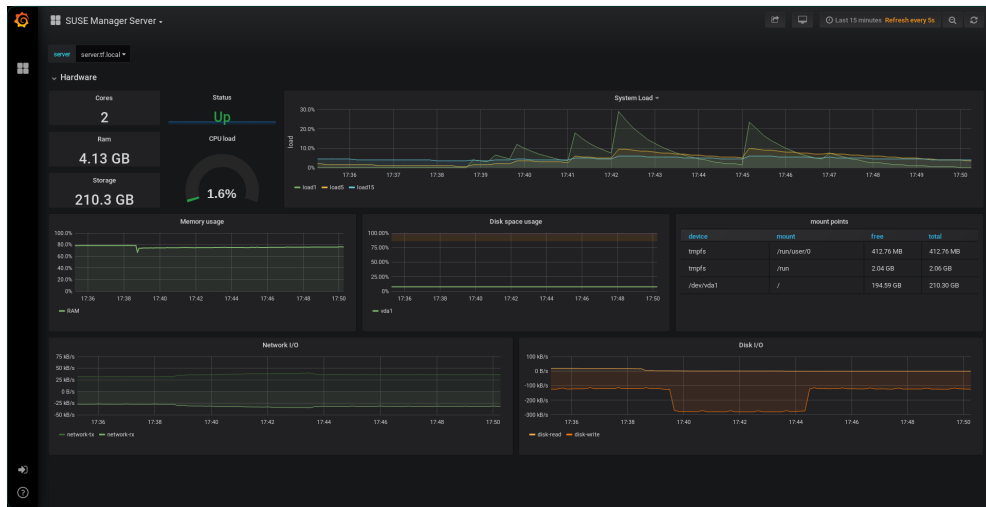 SUSE Manager Server
Last 15 minutes Refresh every 5s
server server.tf.local
Hardware
Cores
2
Ram
4.13 GB
Storage
210.3 GB
Status
Up
CPU load
1.6%
System Load
load
30.0%
20.0%
10.0%
0%
17:36 17:37 17:38 17:39 17:40 17:41 17:42 17:43 17:44 17:45 17:46 17:47 17:48 17:49 17:50
load1 load5 load15
Memory usage
100.0%
80.0%
60.0%
40.0%
20.0%
0%
17:36 17:38 17:40 17:42 17:44 17:46 17:48 17:50
RAM
Disk space usage
100.00%
75.00%
50.00%
25.00%
0%
17:36 17:38 17:40 17:42 17:44 17:46 17:48 17:50
vda1
mount points
device mount free total
tmpfs /run/user/0 412.76 MB 412.76 MB
tmpfs /run 2.04 GB 2.06 GB
/dev/vda1 / 194.59 GB 210.30 GB
Network I/O
75 kB/s
50 kB/s
25 kB/s
0 B/s
-25 kB/s
-50 kB/s
17:36 17:38 17:40 17:42 17:44 17:46 17:48 17:50
network-tx network-rx
Disk I/O
100 kB/s
0 B/s
-100 kB/s
-200 kB/s
-300 kB/s
17:36 17:38 17:40 17:42 17:44 17:46 17:48 17:50
disk-read disk-write